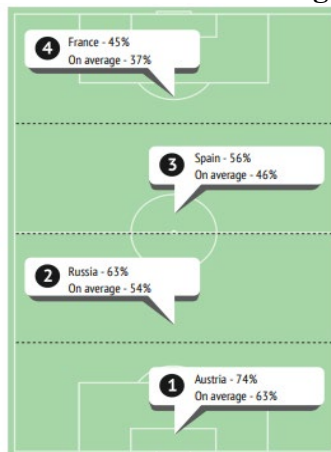 4
France - 45%
On average - 37%
3
Spain - 56%
On average - 46%
2
Russia - 63%
On average - 54%
1
Austria - 74%
On average - 63%